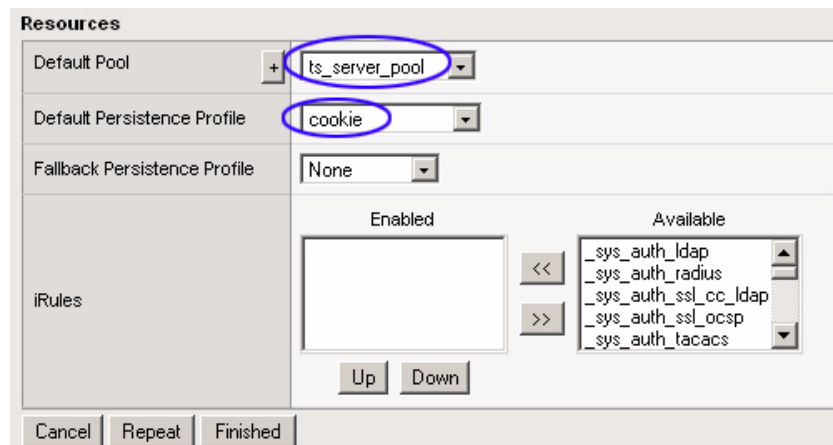 Resources
Default Pool + ts_server_pool
Default Persistence Profile cookie
Fallback Persistence Profile None
Enabled Available
iRules
<<
>>
_sys_auth_ldap
_sys_auth_radius
_sys_auth_ssl_cc_ldap
_sys_auth_ssl_ocsp
_sys_auth_tacacs
Up Down
Cancel Repeat Finished